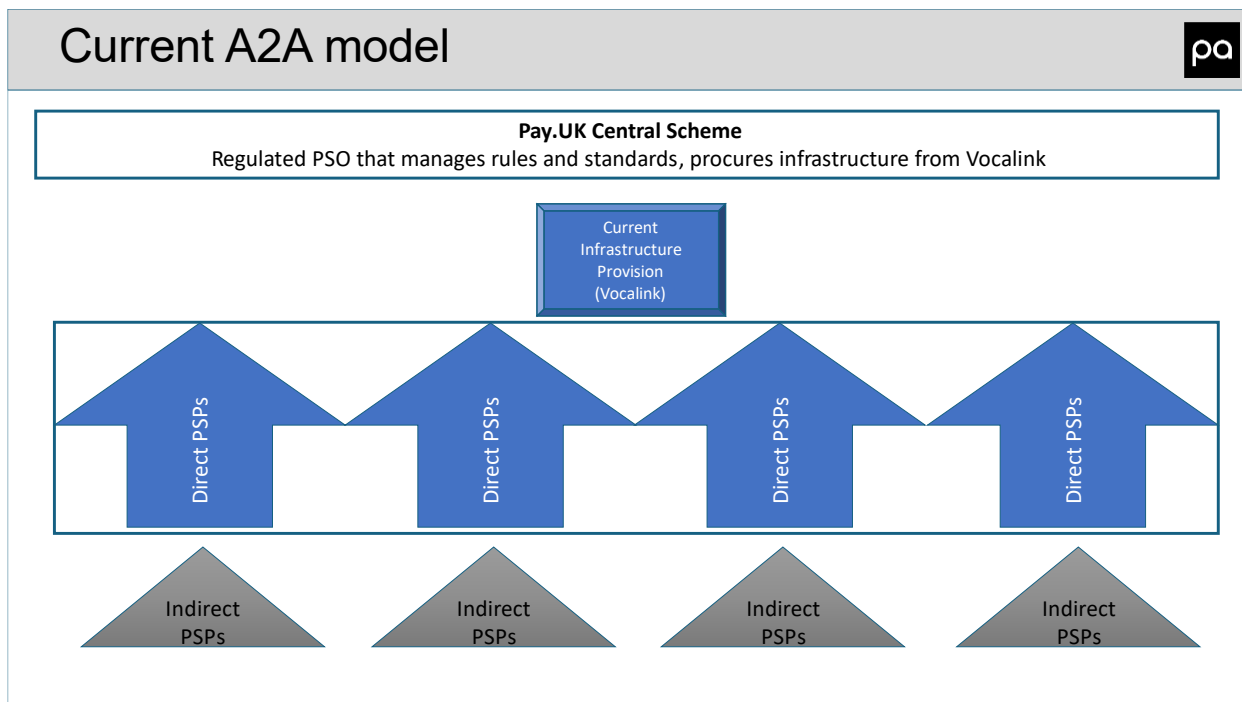 Current A2A model
pa
Pay.UK Central Scheme
Regulated PSO that manages rules and standards, procures infrastructure from Vocalink
Current
Infrastructure
Provision
(Vocalink)
Direct PSPs
Direct PSPs
Direct PSPs
Direct PSPs
Indirect
PSPs
Indirect
PSPs
Indirect
PSPs
Indirect
PSPs